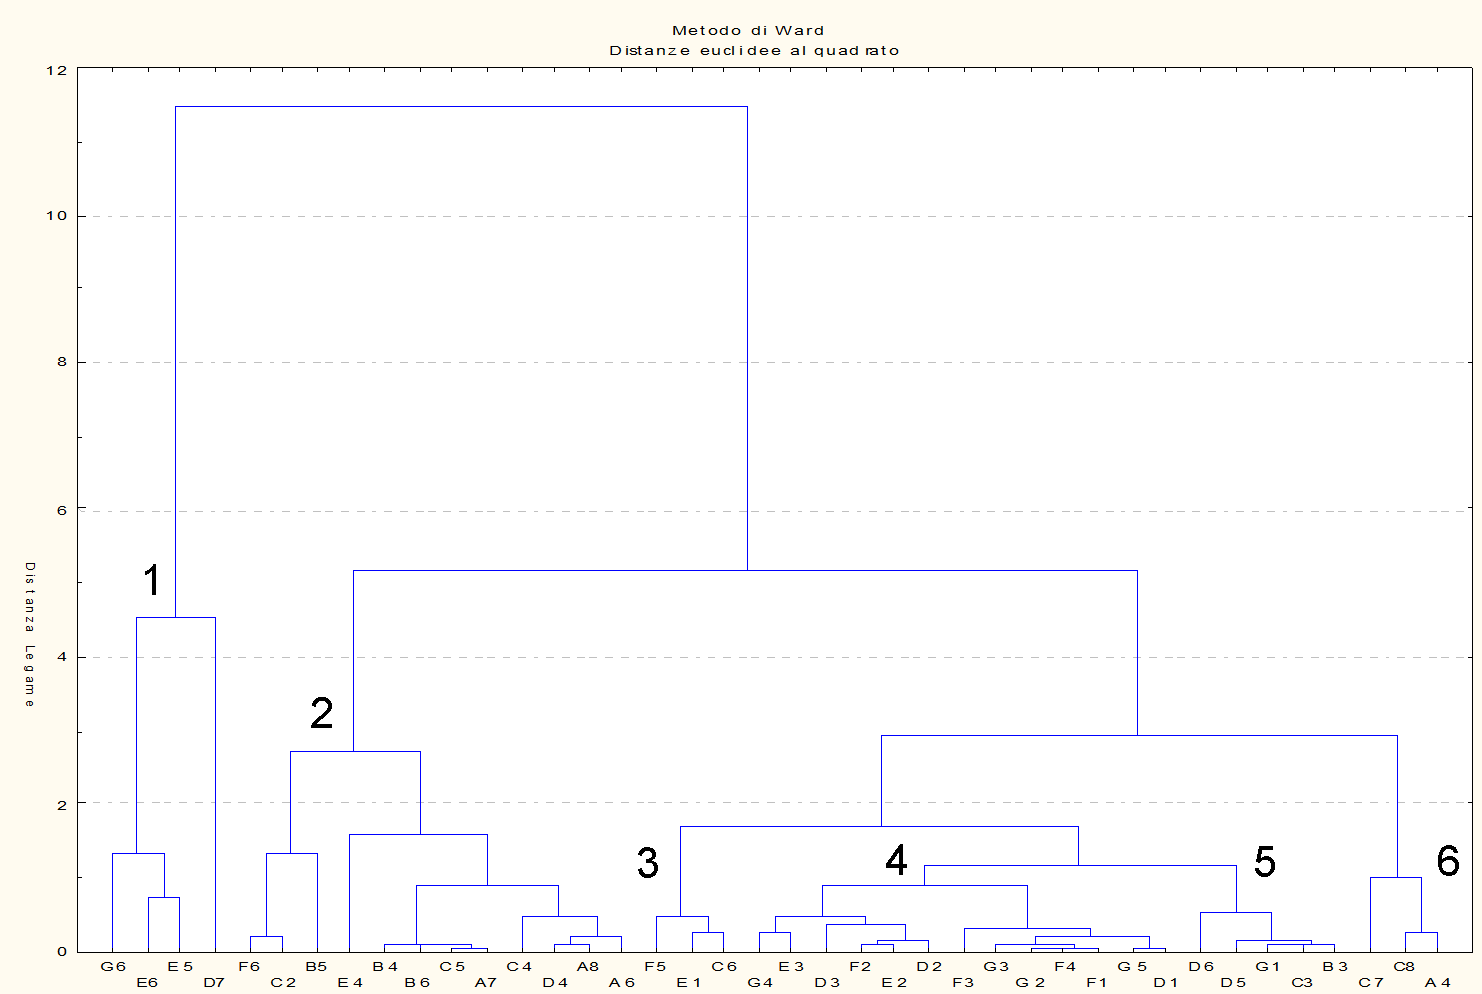 Metodo di Ward
Distanze euclidee al quadrato
12
10
8
6
4
2
0
Distanza Legame
1
2
3
4
5
6
G6 E5 F6 B5 B4 C5 C4 A8 F5 C6 E3 F2 D2 G3 F4 G5 D6 G1 B3 C8
E6 D7 C2 E4 B6 A7 D4 A6 E1 G4 D3 E2 F3 G2 F1 D1 D5 C3 C7 A4